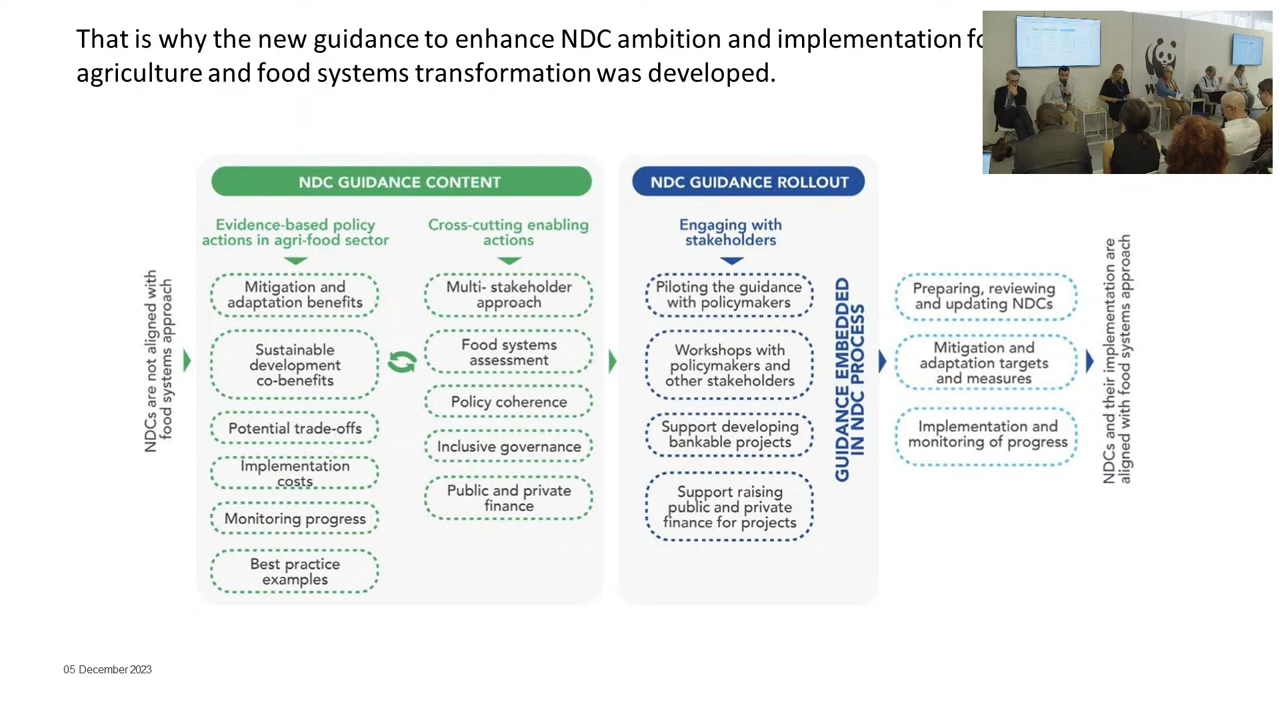 That is why the new guidance to enhance NDC ambition and implementation fo
agriculture and food systems transformation was developed.
NDCs are not aligned with
food systems approach
NDC GUIDANCE CONTENT
Evidence-based policy
actions in agri-food sector
Mitigation and
adaptation benefits
Sustainable
development
co-benefits
Potential trade-offs
Implementation
costs
Monitoring progress
Best practice
examples
Cross-cutting enabling
actions
Multi- stakeholder
approach
Food systems
assessment
Policy coherence
Inclusive governance
Public and private
finance
NDC GUIDANCE ROLLOUT
Engaging with
stakeholders
Piloting the guidance
with policymakers
Workshops with
policymakers and
other stakeholders
Support developing
bankable projects
Support raising
public and private
finance for projects
GUIDANCE EMBEDDED
IN NDC PROCESS
Preparing, reviewing
and updating NDCs
Mitigation and
adaptation targets
and measures
Implementation and
monitoring of progress
NDCs and their implementation are
aligned with food systems approach
05 December 2023